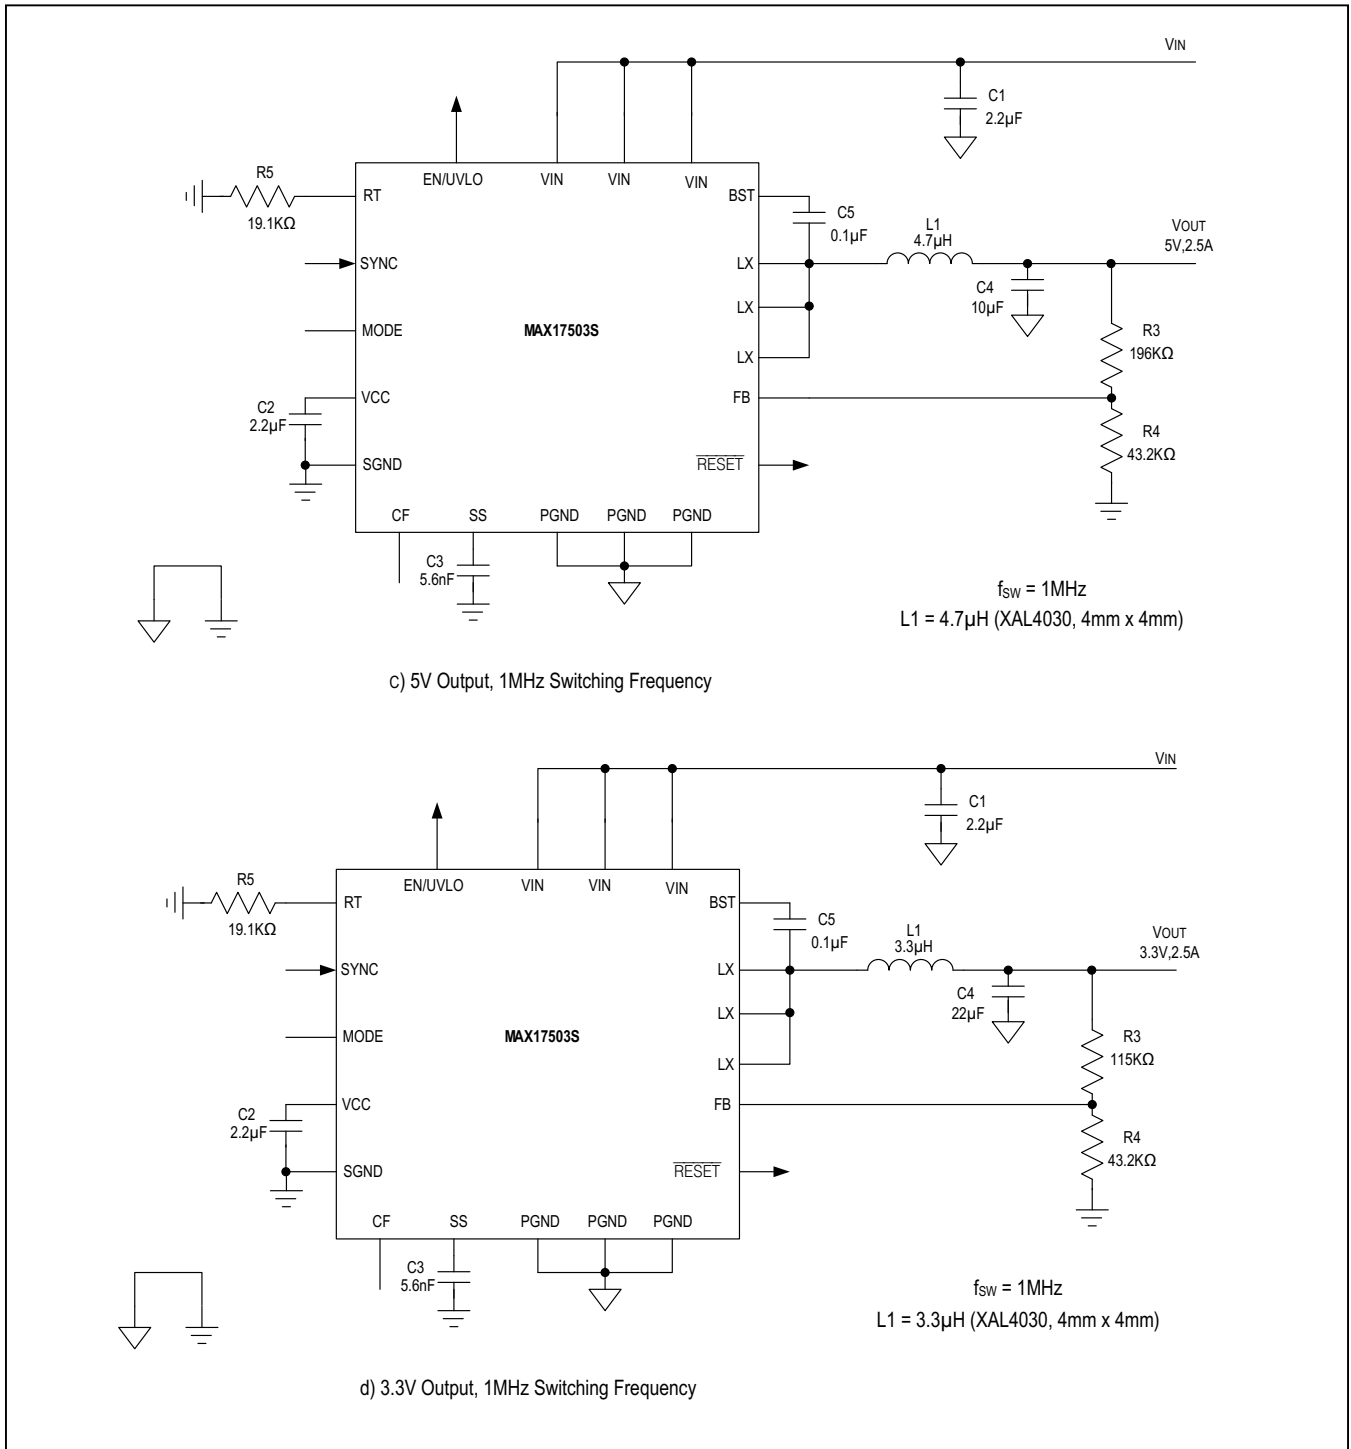 VIN
C1
2.2µF
R5
19.1KΩ
EN/UVLO VIN VIN VIN
RT BST
C5
0.1µF
L1
4.7µH
VOUT
5V,2.5A
SYNC LX
C4
10µF
LX
MODE MAX17503S
R3
196KΩ
LX
VCC FB
C2
2.2µF
R4
43.2KΩ
SGND RESET
CF SS PGND PGND PGND
C3
5.6nF
fSW = 1MHz
L1 = 4.7µH (XAL4030, 4mm x 4mm)
c) 5V Output, 1MHz Switching Frequency
VIN
C1
2.2µF
R5
19.1KΩ
EN/UVLO VIN VIN VIN
RT BST
C5
0.1µF
L1
3.3µH
VOUT
3.3V,2.5A
SYNC LX
C4
22µF
LX
MODE MAX17503S
R3
115KΩ
LX
VCC FB
C2
2.2µF
R4
43.2KΩ
SGND RESET
CF SS PGND PGND PGND
C3
5.6nF
fSW = 1MHz
L1 = 3.3µH (XAL4030, 4mm x 4mm)
d) 3.3V Output, 1MHz Switching Frequency